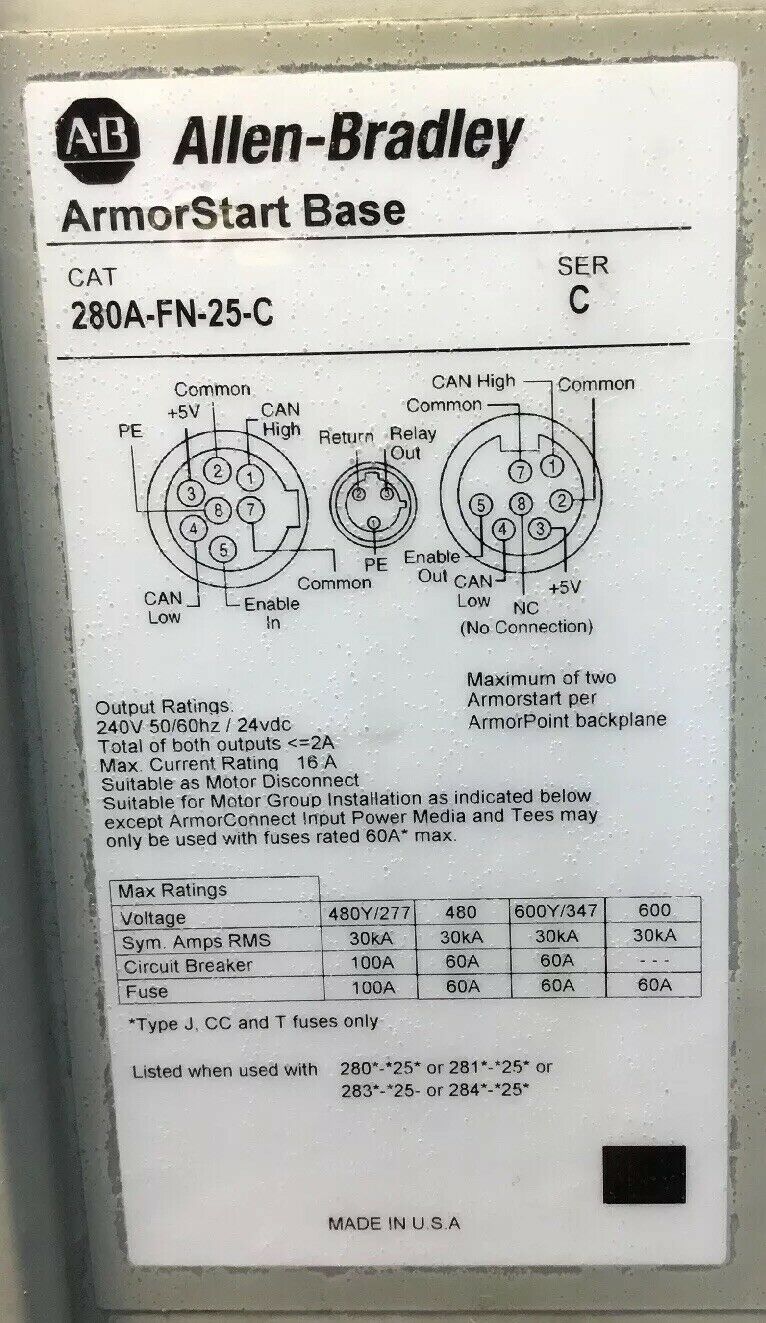 A-B Allen-Bradley
ArmorStart Base
CAT
280A-FN-25-C
SER
C
Common
+5V
CAN
High
PE
3
2
1
8
7
4
5
CAN
Low
Enable
In
Common
Return
Relay
Out
2
3
1
PE
CAN High
Common
Common
7
1
5
8
2
4
3
Enable
Out
CAN
Low
NC
(No Connection)
+5V
Output Ratings:
240V 50/60hz / 24vdc
Total of both outputs <=2A
Max. Current Rating 16 A
Suitable as Motor Disconnect
Suitable for Motor Group Installation as indicated below
except ArmorConnect Input Power Media and Tees may
only be used with fuses rated 60A* max.
Maximum of two
Armorstart per
ArmorPoint backplane
Max Ratings
Voltage 480Y/277 480 600Y/347 600
Sym. Amps RMS 30kA 30kA 30kA 30kA
Circuit Breaker 100A 60A 60A ---
Fuse 100A 60A 60A 60A
*Type J, CC and T fuses only
Listed when used with 280*-*25* or 281*-*25* or
283*-*25- or 284*-*25*
MADE IN U.S.A